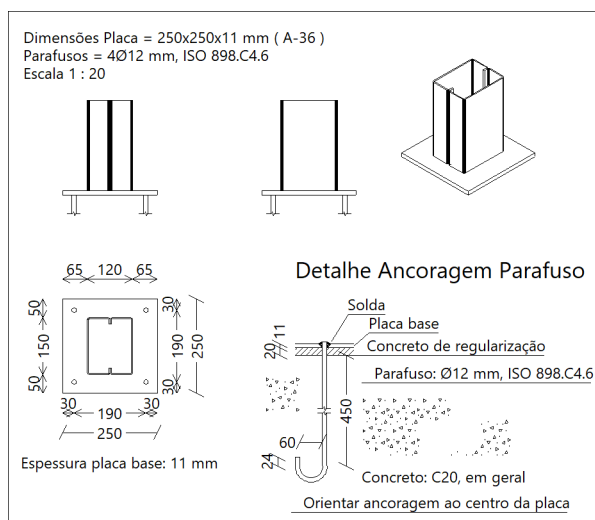 Dimensões Placa = 250x250x11 mm ( A-36 )
Parafusos = 4Ø12 mm, ISO 898.C4.6
Escala 1 : 20
65 120 65
50
150
50
30
190
30
250
30 190 30
250
Espessura placa base: 11 mm
Detalhe Ancoragem Parafuso
Solda
Placa base
Concreto de regularização
Parafuso: Ø12 mm, ISO 898.C4.6
11
20
450
60
24
Concreto: C20, em geral
Orientar ancoragem ao centro da placa